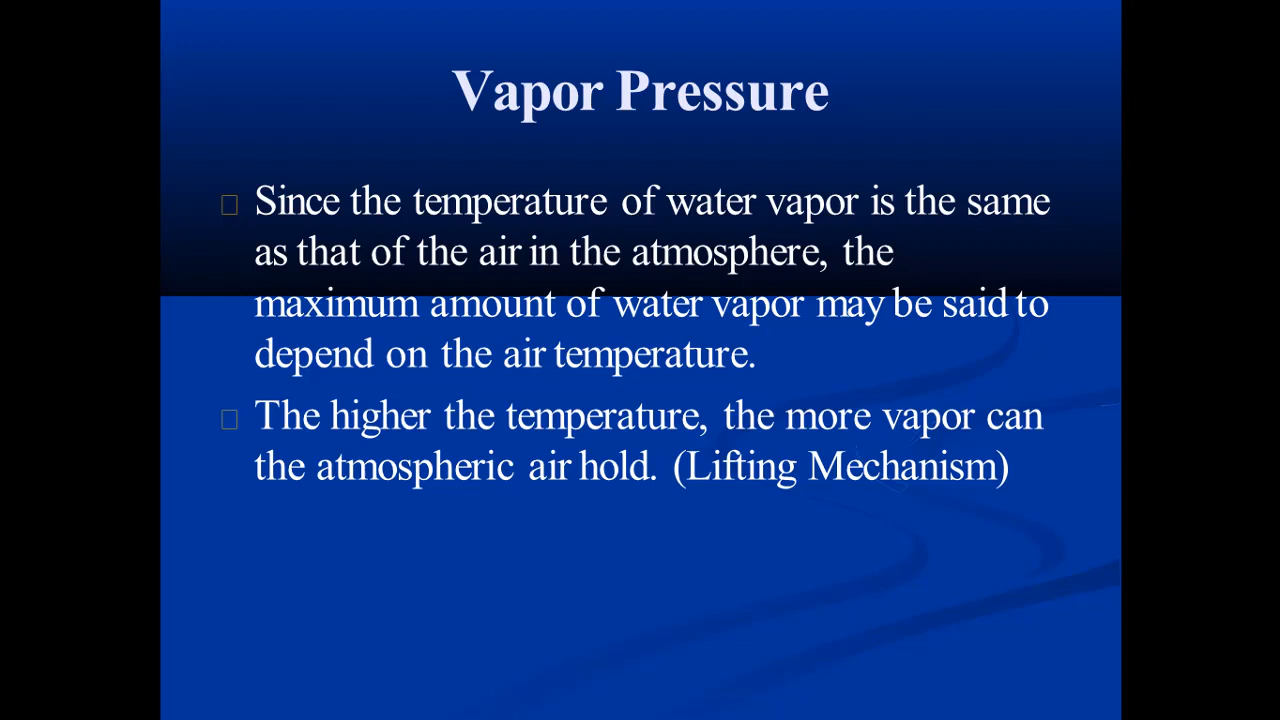 Vapor Pressure
Since the temperature of water vapor is the same
as that of the air in the atmosphere, the
maximum amount of water vapor may be said to
depend on the air temperature.
The higher the temperature, the more vapor can
the atmospheric air hold. (Lifting Mechanism)